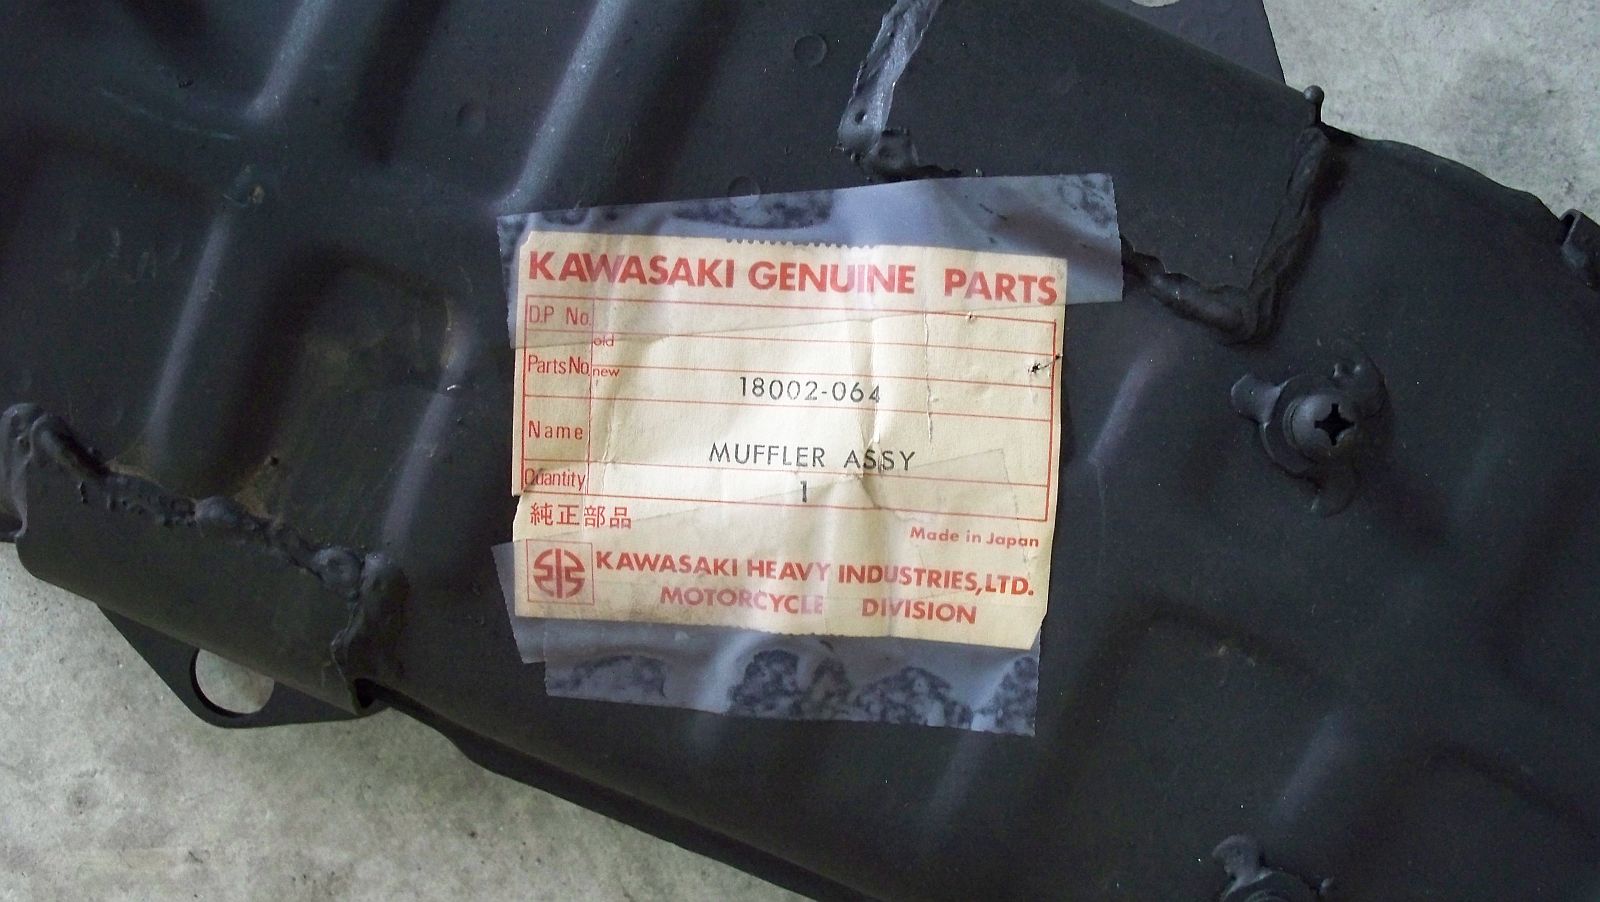 KAWASAKI GENUINE PARTS
D.P No.
old
Parts No. new
18002-064
Name MUFFLER ASSY
Quantity 1
純正部品
Made in Japan
KAWASAKI HEAVY INDUSTRIES,LTD.
MOTORCYCLE DIVISION